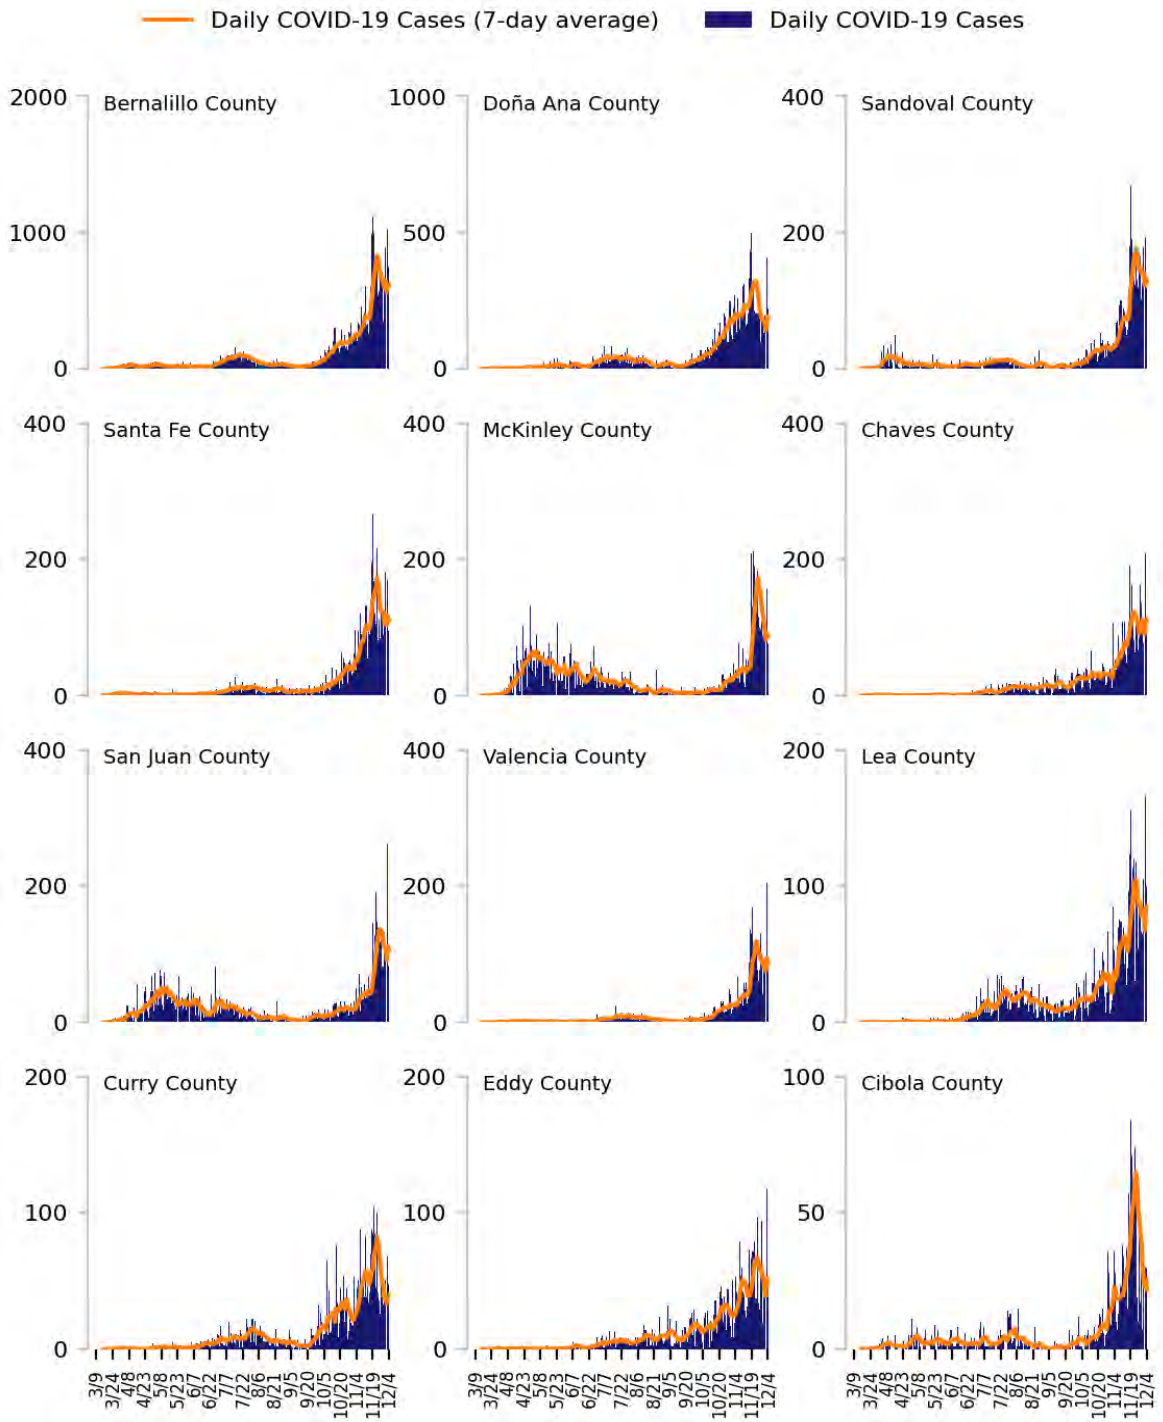 Daily COVID-19 Cases (7-day average) Daily COVID-19 Cases
2000 Bernalillo County 1000 Doña Ana County 400 Sandoval County
1000 500 200
0 0 0
400 Santa Fe County 400 McKinley County 400 Chaves County
200 200 200
0 0 0
400 San Juan County 400 Valencia County 200 Lea County
200 200 100
0 0 0
200 Curry County 200 Eddy County 100 Cibola County
100 100 50
0 0 0
3/9 3/24 4/8 4/23 5/8 5/23 6/7 6/22 7/7 7/22 8/6 8/21 9/5 9/20 10/5 10/20 11/4 11/19 12/4 3/9 3/24 4/8 4/23 5/8 5/23 6/7 6/22 7/7 7/22 8/6 8/21 9/5 9/20 10/5 10/20 11/4 11/19 12/4 3/9 3/24 4/8 4/23 5/8 5/23 6/7 6/22 7/7 7/22 8/6 8/21 9/5 9/20 10/5 10/20 11/4 11/19 12/4